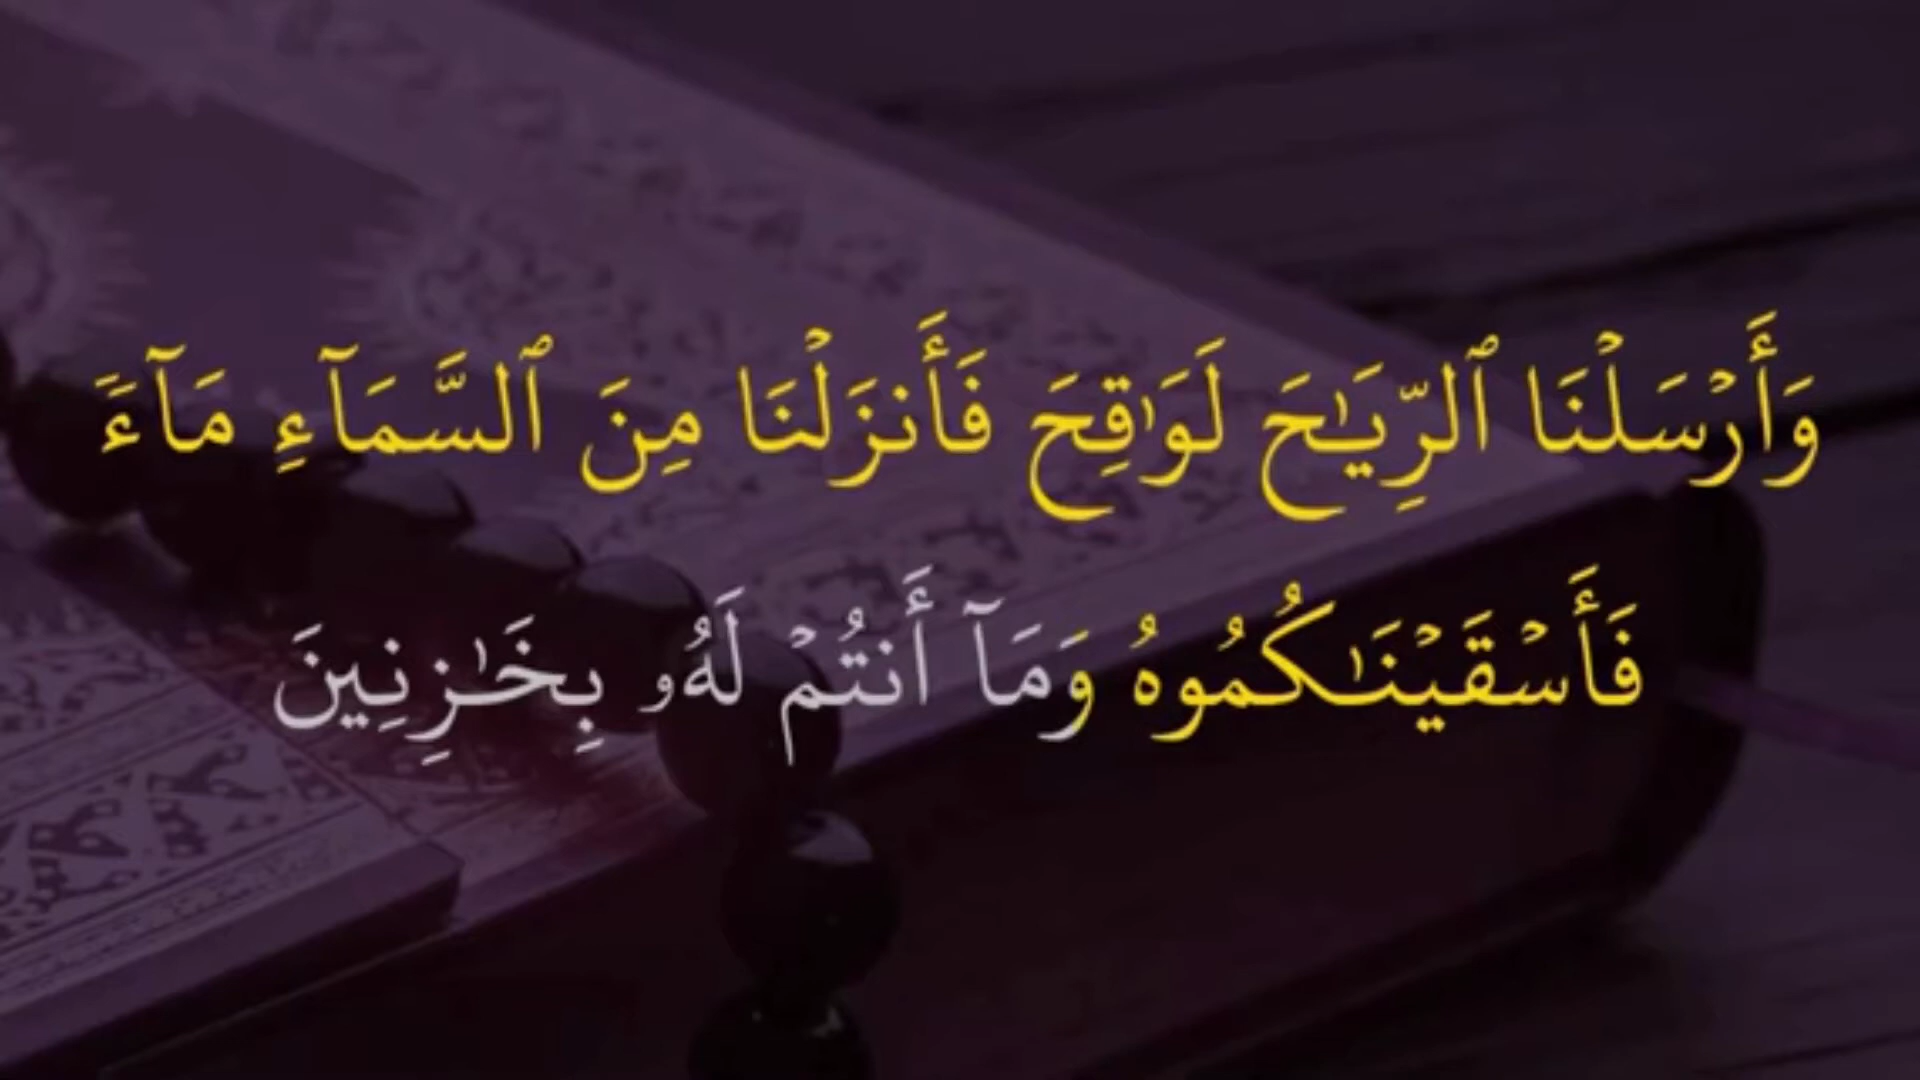 وَأَرۡسَلۡنَا ٱلرِّيَٰحَ لَوَٰقِحَ فَأَنزَلۡنَا مِنَ ٱلسَّمَآءِ مَآءَ
فَأَسۡقَيۡنَٰكُمُوهُ وَمَآ أَنتُمۡ لَهُۥ بِخَٰزِنِينَ